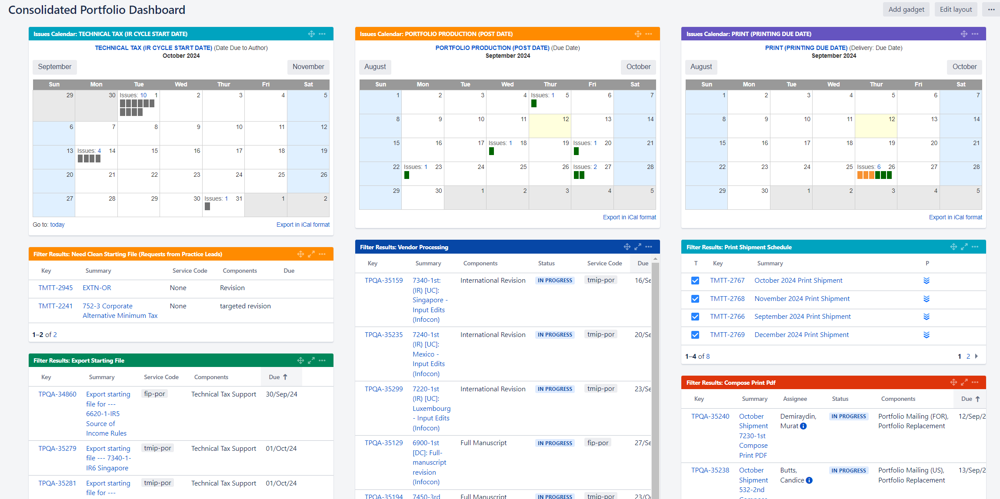 Consolidated Portfolio Dashboard
Add gadget
Edit layout
Issues Calendar: TECHNICAL TAX (IR CYCLE START DATE)
TECHNICAL TAX (IR CYCLE START DATE) (Date Due to Author)
October 2024
September
November
Sun Mon Tue Wed Thur Fri Sat
29 30 Issues: 10 1 2 3 4 5
6 7 8 9 10 11 12
13 Issues: 4 14 15 16 17 18 19
20 21 22 23 24 25 26
27 28 29 30 Issues: 1 31 1 2
Go to: today
Export in iCal format
Filter Results: Need Clean Starting File (Requests from Practice Leads)
Key Summary Service Code Components Due
TMTT-2945 EXTN-OR None Revision
TMTT-2241 752-3 Corporate None targeted revision
Alternative Minimum Tax
1–2 of 2
Filter Results: Export Starting File
Key Summary Service Code Components Due
TPQA-34860 Export starting fip-por Technical Tax Support 30/Sep/24
file for ---
6620-1-IR5
Source of
Income Rules
TPQA-35279 Export starting tmip-por Technical Tax Support 01/Oct/24
file --- 7340-1-
IR6 Singapore
TPQA-35281 Export starting tmip-por Technical Tax Support 01/Oct/24
file for ---
Issues Calendar: PORTFOLIO PRODUCTION (POST DATE)
PORTFOLIO PRODUCTION (POST DATE) (Due Date)
September 2024
August
October
Sun Mon Tue Wed Thur Fri Sat
1 2 3 4 Issues: 1 5 6 7
8 9 10 11 12 13 14
15 16 17 Issues: 1 18 19 Issues: 1 20 21
22 Issues: 1 23 24 25 26 Issues: 2 27 28
29 30 1 2 3 4 5
Export in iCal format
Filter Results: Vendor Processing
Key Summary Components Status Service Code Due
TPQA-35159 7340-1st: International Revision IN PROGRESS tmip-por 16/Se
(IR) [UC]:
Singapore -
Input Edits
(Infocon)
TPQA-35235 7240-1st International Revision IN PROGRESS tmip-por 20/Se
(IR) [UC]:
Mexico -
Input Edits
(Infocon)
TPQA-35299 7220-1st International Revision IN PROGRESS tmip-por 23/Se
(IR) [UC]:
Luxembourg
- Input Edits
(Infocon)
TPQA-35129 6900-1st Full Manuscript IN PROGRESS fip-por 27/Se
[DC]: Full-
manuscript
revision
(Infocon)
TPQA-35194 7450-3rd Full Manuscript IN PROGRESS tmip-por 23/O
Issues Calendar: PRINT (PRINTING DUE DATE)
PRINT (PRINTING DUE DATE) (Delivery: Due Date)
September 2024
August
October
Sun Mon Tue Wed Thur Fri Sat
1 2 3 4 5 6 7
8 9 10 11 12 13 14
15 16 17 18 19 20 21
22 23 24 25 Issues: 6 26 27 28
29 30 1 2 3 4 5
Export in iCal format
Filter Results: Print Shipment Schedule
T Key Summary P
TMTT-2767 October 2024 Print Shipment
TMTT-2768 November 2024 Print Shipment
TMTT-2766 September 2024 Print Shipment
TMTT-2769 December 2024 Print Shipment
1–4 of 8
1 2
Filter Results: Compose Print Pdf
Key Summary Assignee Status Components Due
TPQA-35240 October Demiraydin, IN PROGRESS Portfolio Mailing (FOR), 12/Sep/2
Shipment Murat Portfolio Replacement
7230-1st
Compose
Print PDF
TPQA-35238 October Butts, IN PROGRESS Portfolio Mailing (US), 13/Sep/2
Shipment Candice Portfolio Replacement
532-2nd